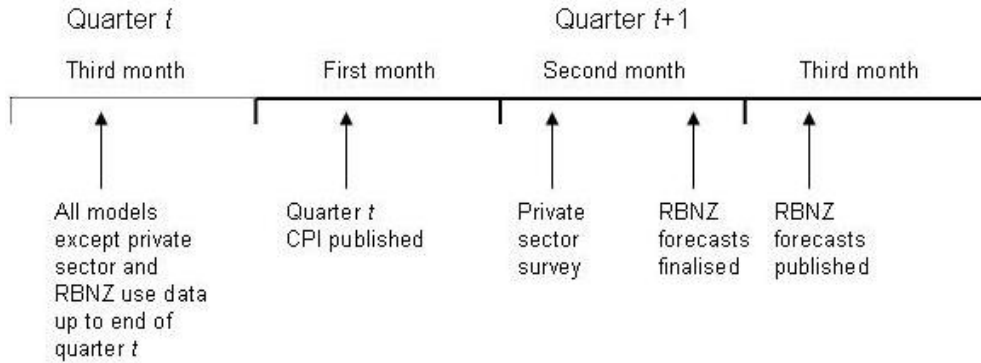 Quarter t
Quarter t+1
Third month
First month
Second month
Third month
All models
except private
sector and
RBNZ use data
up to end of
quarter t
Quarter t
CPI published
Private
sector
survey
RBNZ
forecasts
finalised
RBNZ
forecasts
published